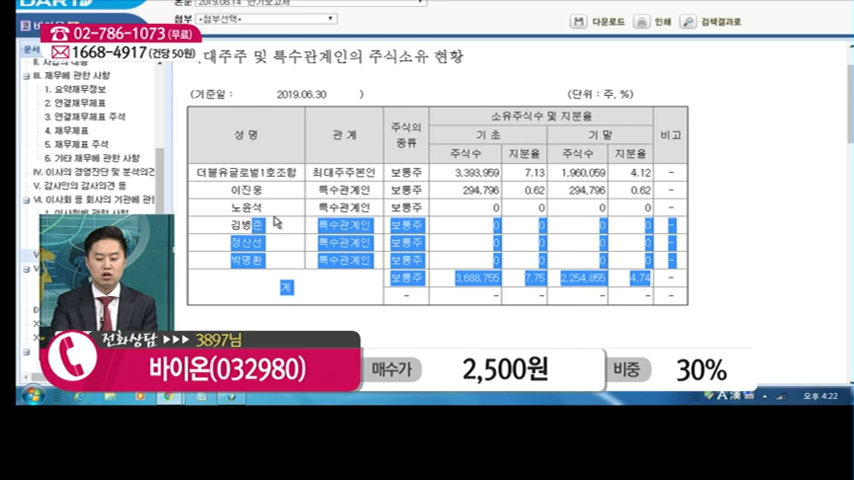 DART
본문 2019.08.14 반기보고서
첨부 +첨부선택+
다운로드 인쇄 검색결과로
02-786-1073 (무료)
1668-4917 (건당 50원)
대주주 및 특수관계인의 주식소유 현황
(기준일 : 2019.06.30 ) (단위 : 주, %)
III. 재무에 관한 사항
1. 요약재무정보
2. 연결재무제표
3. 연결재무제표 주석
4. 재무제표
5. 재무제표 주석
6. 기타 재무에 관한 사항
IV. 이사의 경영진단 및 분석의견
V. 감사인의 감사의견 등
VI. 이사회 등 회사의 기관에 관한
성 명 관 계 주식의 종류 소유주식수 및 지분율 비고
기 초 기 말
주식수 지분율 주식수 지분율
더블유글로벌1호조합 최대주주본인 보통주 3,393,959 7.13 1,960,059 4.12 -
이진웅 특수관계인 보통주 294,796 0.62 294,796 0.62 -
노윤석 특수관계인 보통주 0 0 0 0 -
김병준 특수관계인 보통주 0 0 0 0 -
정산선 특수관계인 보통주 0 0 0 0 -
박명환 특수관계인 보통주 0 0 0 0 -
계 보통주 3,688,755 7.75 2,254,855 4.74 -
- - - - - -
전화상담 ▶▶▶ 3897님
바이온(032980) 매수가 2,500원 비중 30%
A 漢 오후 4:22